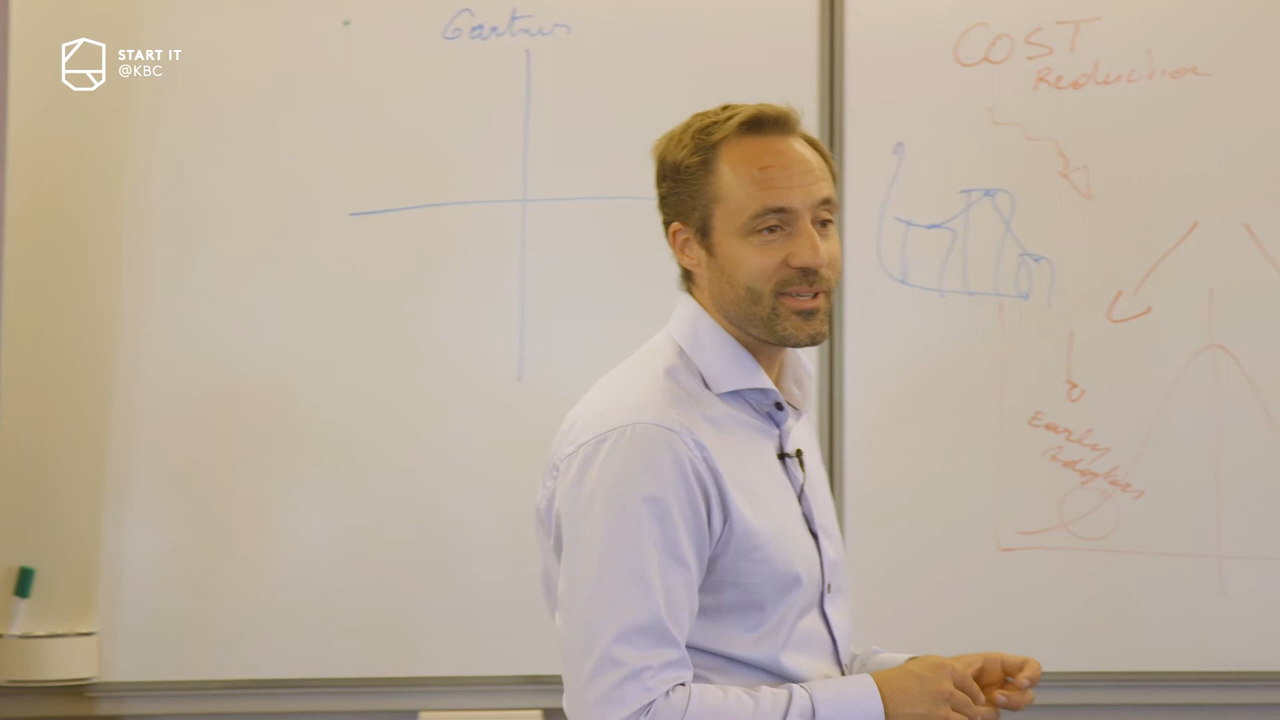 START IT
@KBC
Gartner
COST
Reduction
Early
Adopters